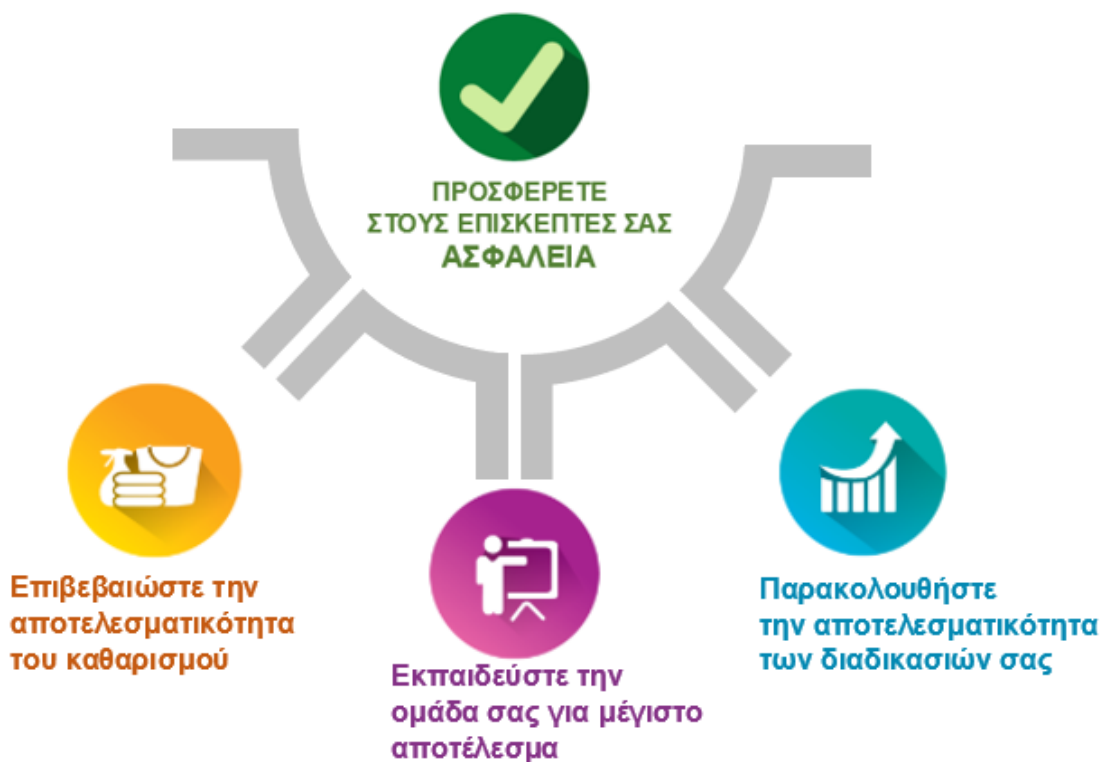 ΠΡΟΣΦΕΡΕΤΕ
ΣΤΟΥΣ ΕΠΙΣΚΕΠΤΕΣ ΣΑΣ
ΑΣΦΑΛΕΙΑ
Επιβεβαιώστε την
αποτελεσματικότητα
του καθαρισμού
Εκπαιδεύστε την
ομάδα σας για μέγιστο
αποτέλεσμα
Παρακολουθήστε
την αποτελεσματικότητα
των διαδικασιών σας